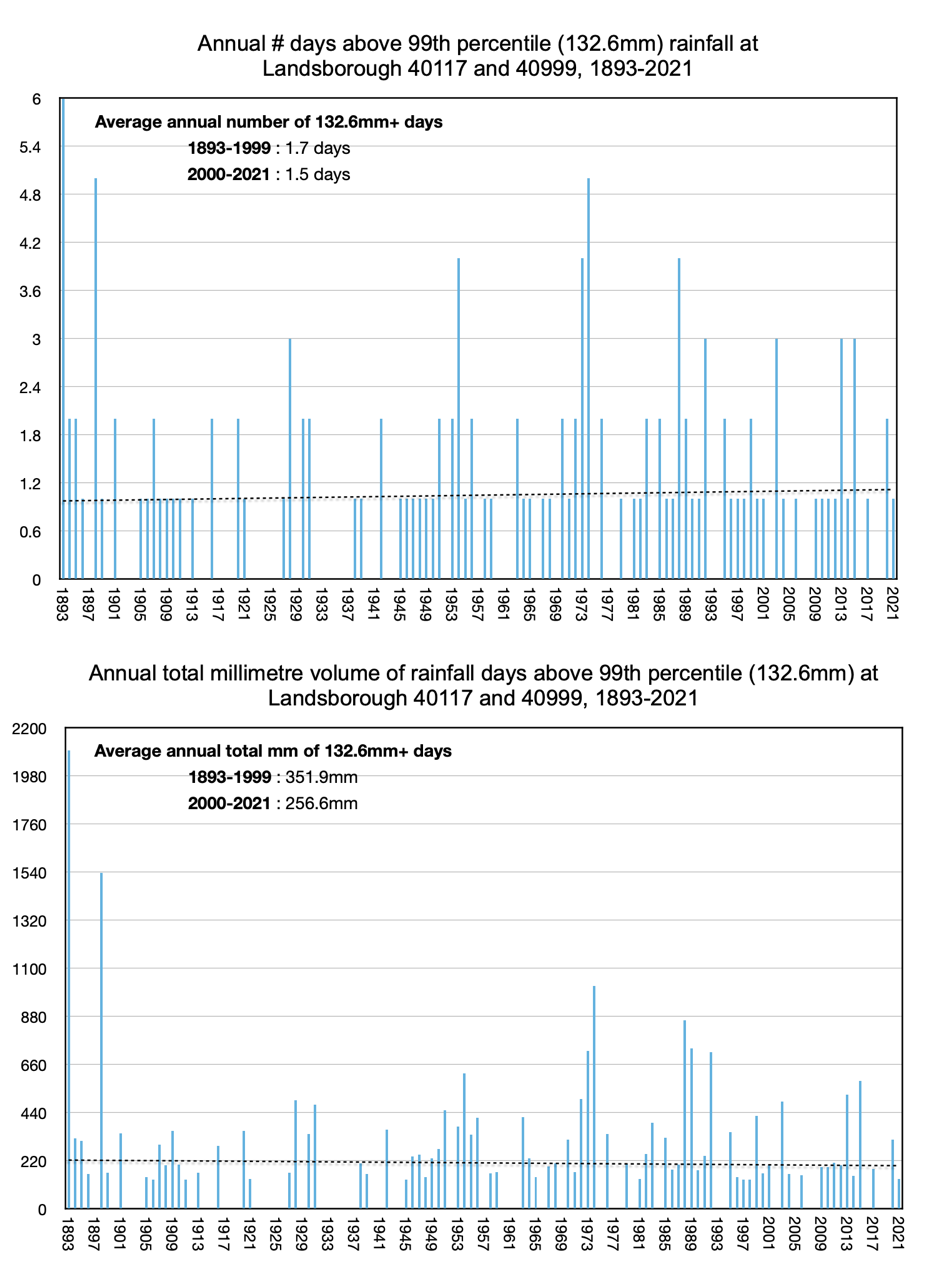 Annual # days above 99th percentile (132.6mm) rainfall at
Landsborough 40117 and 40999, 1893-2021
6
Average annual number of 132.6mm+ days
1893-1999 : 1.7 days
2000-2021 : 1.5 days
5.4
4.8
4.2
3.6
3
2.4
1.8
1.2
0.6
0
1893 1897 1901 1905 1909 1913 1917 1921 1925 1929 1933 1937 1941 1945 1949 1953 1957 1961 1965 1969 1973 1977 1981 1985 1989 1993 1997 2001 2005 2009 2013 2017 2021
Annual total millimetre volume of rainfall days above 99th percentile (132.6mm) at
Landsborough 40117 and 40999, 1893-2021
2200
Average annual total mm of 132.6mm+ days
1893-1999 : 351.9mm
2000-2021 : 256.6mm
1980
1760
1540
1320
1100
880
660
440
220
0
1893 1897 1901 1905 1909 1913 1917 1921 1925 1929 1933 1937 1941 1945 1949 1953 1957 1961 1965 1969 1973 1977 1981 1985 1989 1993 1997 2001 2005 2009 2013 2017 2021